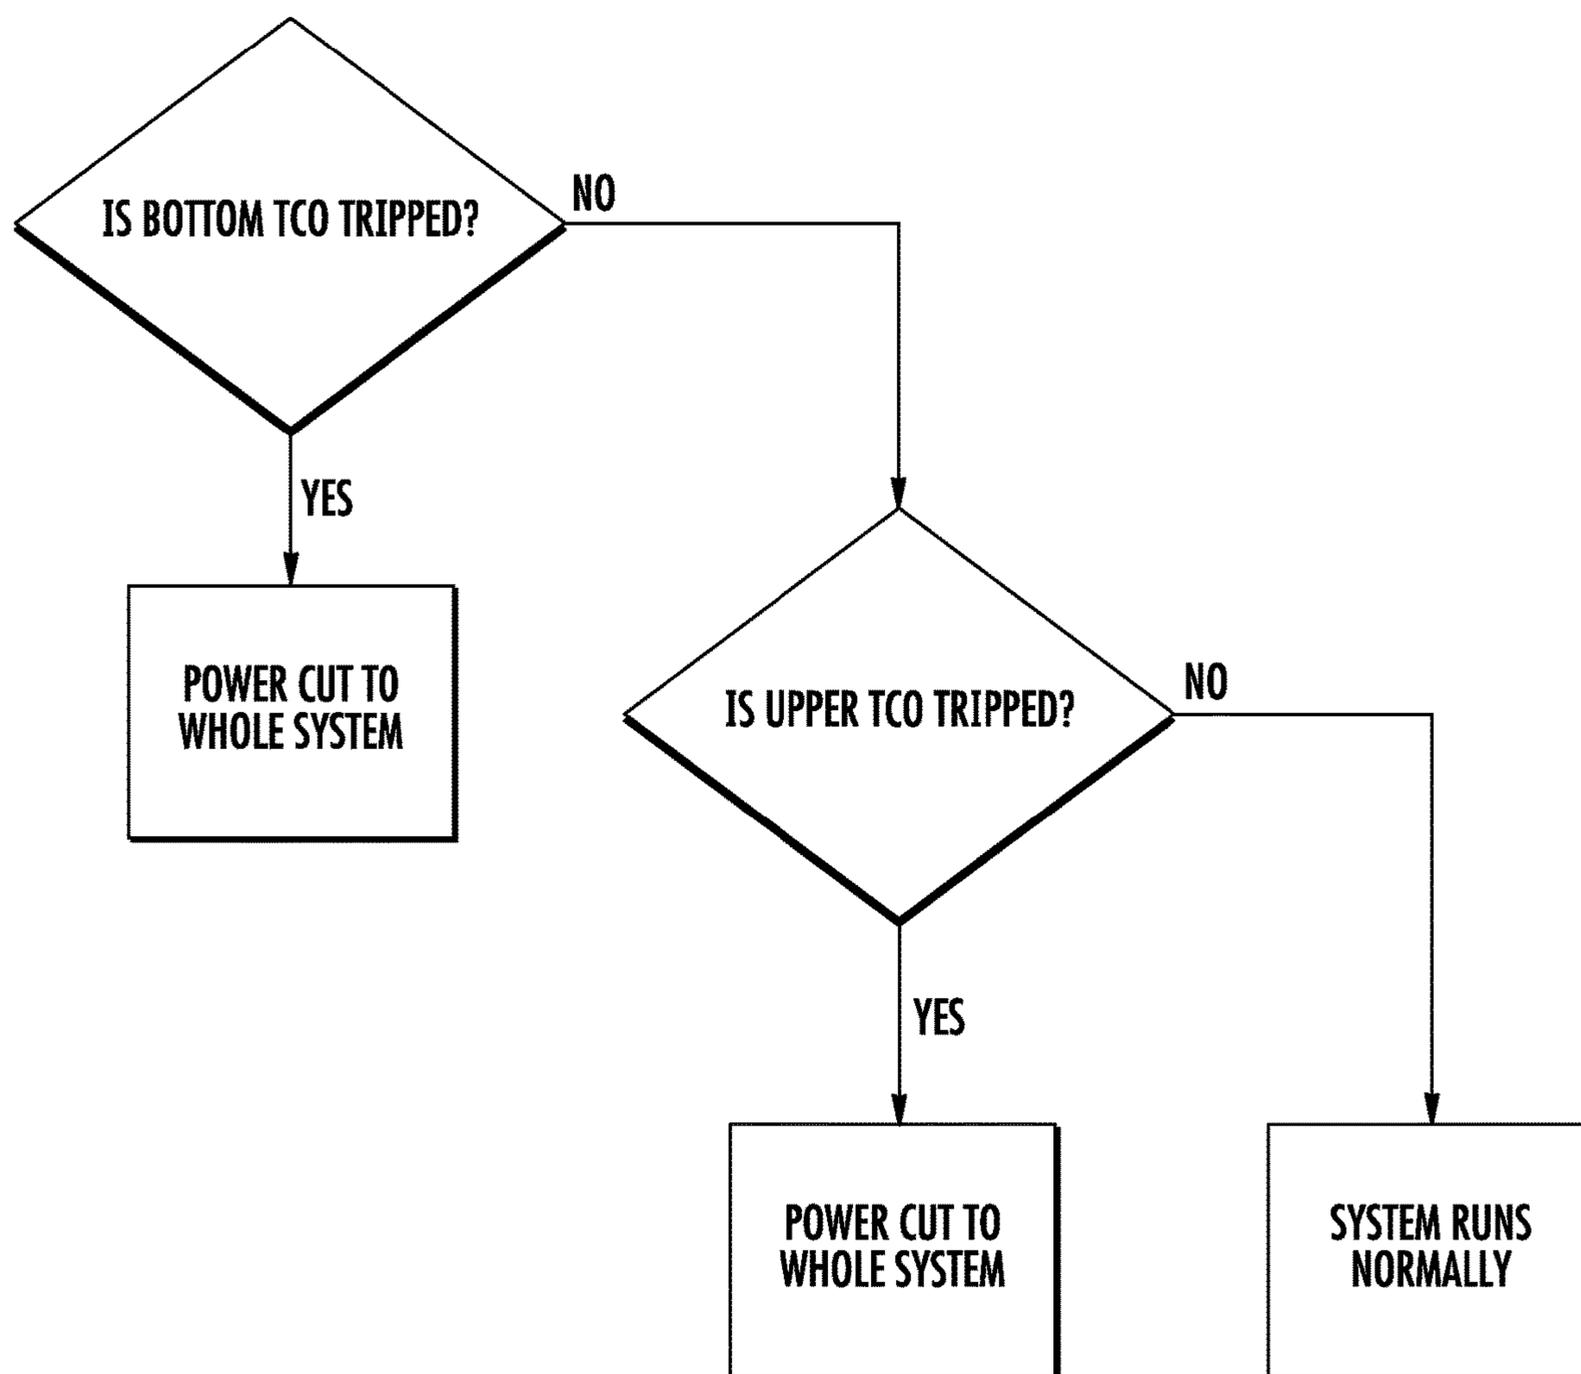 IS BOTTOM TCO TRIPPED?
NO
YES
POWER CUT TO
WHOLE SYSTEM
IS UPPER TCO TRIPPED?
NO
YES
POWER CUT TO
WHOLE SYSTEM
SYSTEM RUNS
NORMALLY